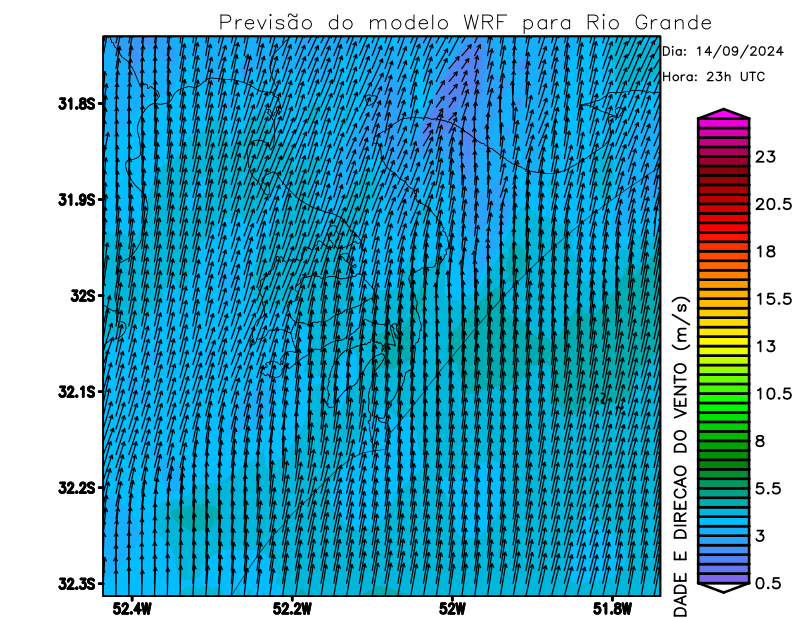 Previsão do modelo WRF para Rio Grande
Dia: 14/09/2024
Hora: 23h UTC
31.8S
31.9S
32S
32.1S
32.2S
32.3S
52.4W
52.2W
52W
51.8W
DADE E DIRECAO DO VENTO (m/s)
23
20.5
18
15.5
13
10.5
8
5.5
3
0.5